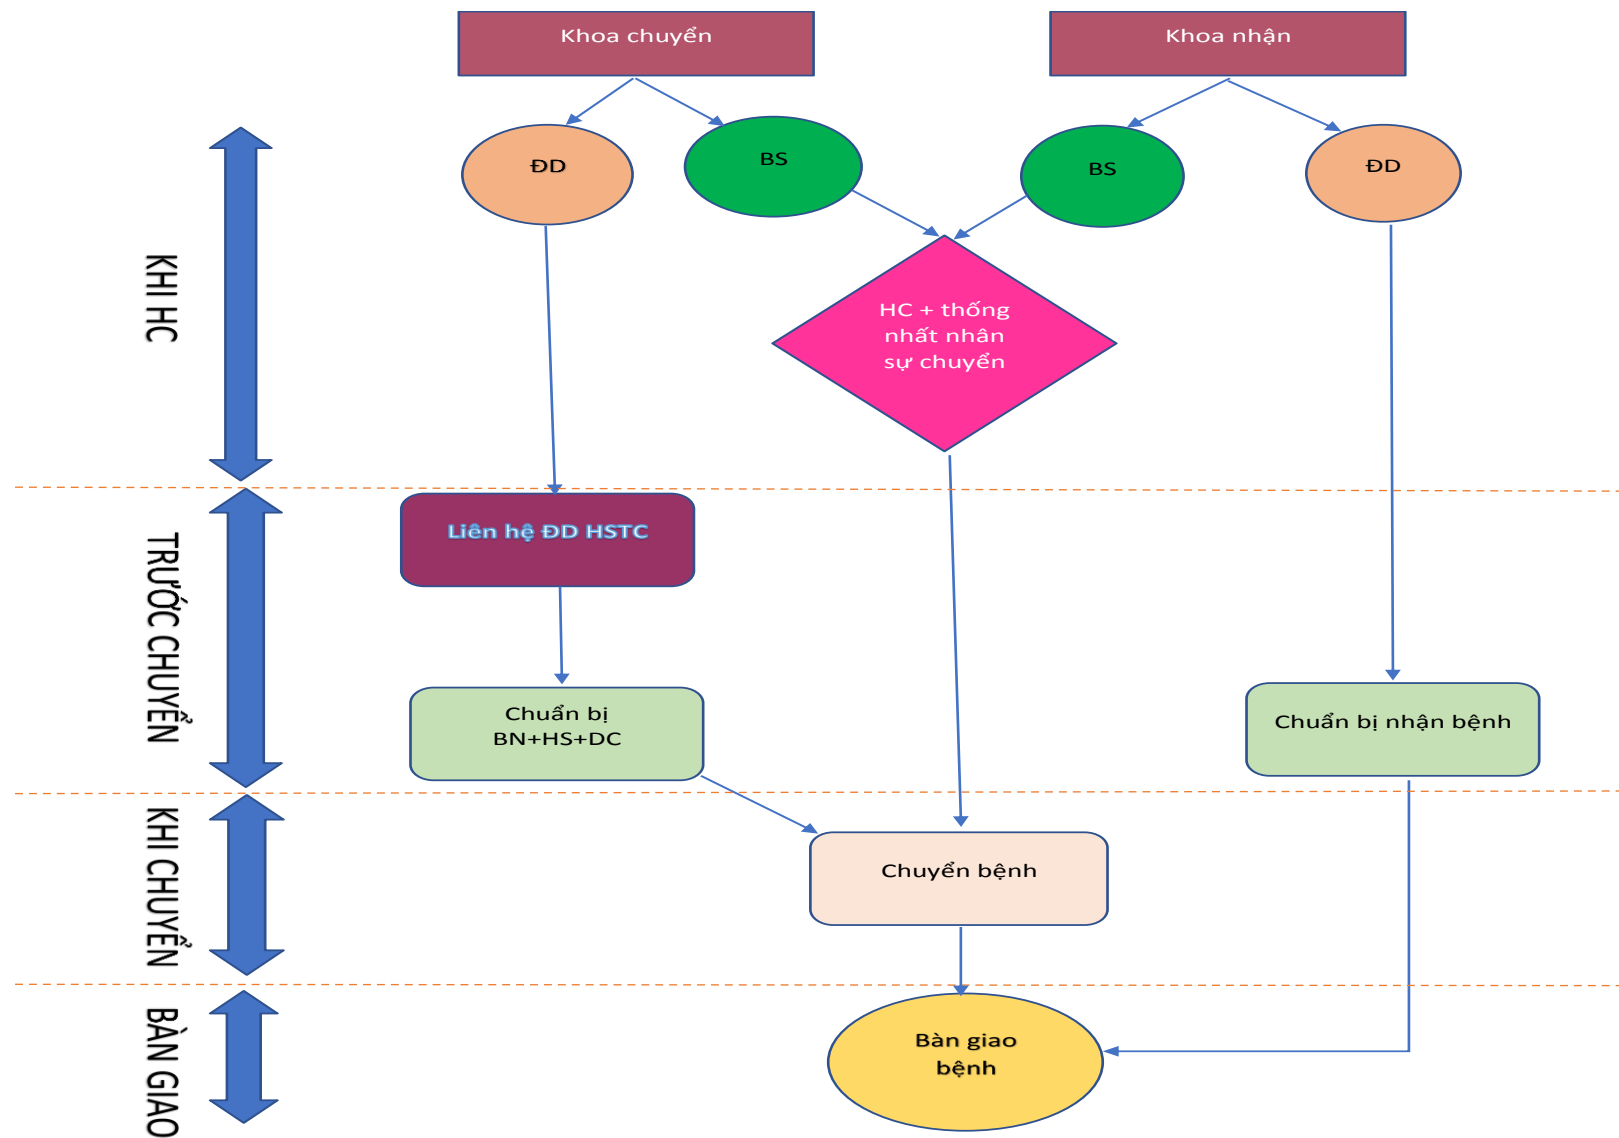 Khoa chuyển
Khoa nhận
ĐD
BS
BS
ĐD
KHI HC
HC + thống
nhất nhân
sự chuyển
TRƯỚC CHUYỂN
Liên hệ ĐD HSTC
Chuẩn bị
BN+HS+DC
Chuẩn bị nhận bệnh
KHI CHUYỂN
Chuyển bệnh
BÀN GIAO
Bàn giao
bệnh